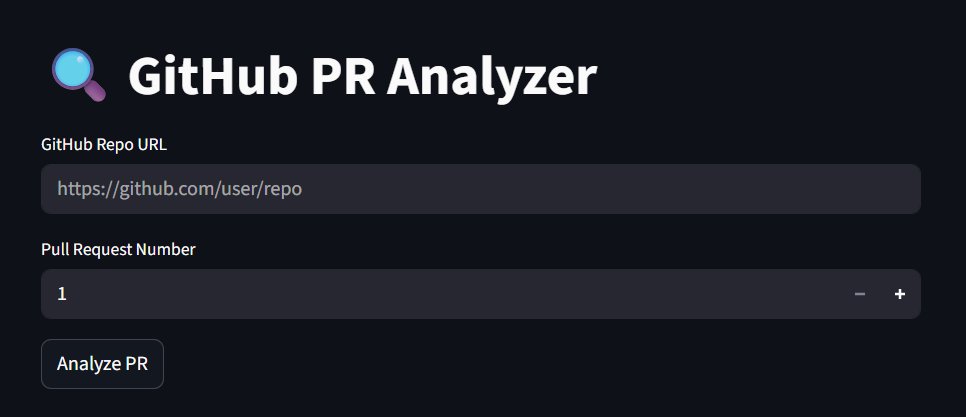 GitHub PR Analyzer
GitHub Repo URL
https://github.com/user/repo
Pull Request Number
1
Analyze PR